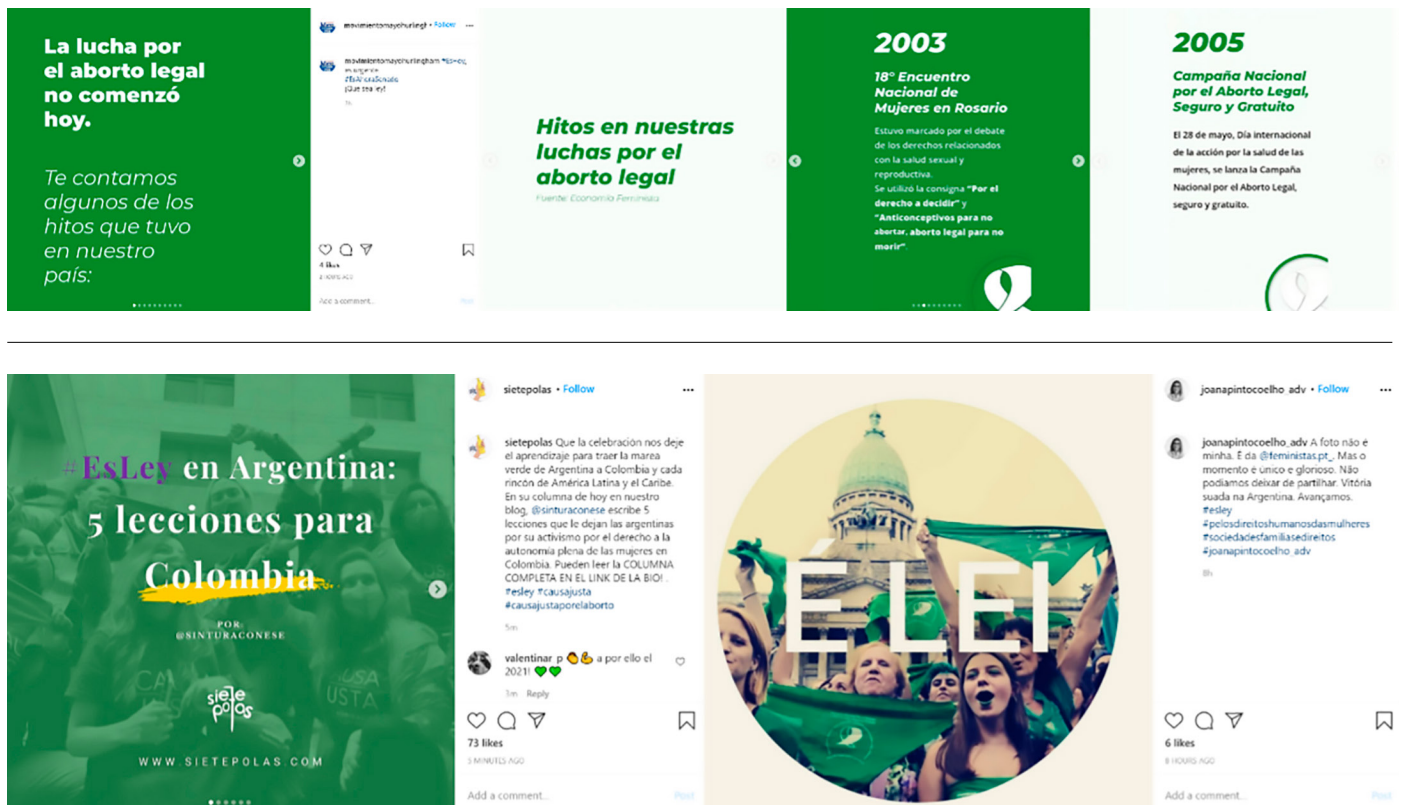 La lucha por
el aborto legal
no comenzó
hoy.
Te contamos
algunos de los
hitos que tuvo
en nuestro
país:
movimientomayohurlingh • Follow
movimientomayohurlingham #EsLey,
es urgente
#EsAhoraSenado
¡Que sea ley!
4 likes
2 HOURS AGO
Add a comment...
Post
Hitos en nuestras
luchas por el
aborto legal
Fuente: Economía Feminista
2003
18° Encuentro
Nacional de
Mujeres en Rosario
Estuvo marcado por el debate
de los derechos relacionados
con la salud sexual y
reproductiva.
Se utilizó la consigna "Por el
derecho a decidir" y
"Anticonceptivos para no
abortar, aborto legal para no
morir".
2005
Campaña Nacional
por el Aborto Legal,
Seguro y Gratuito
El 28 de mayo, Día internacional
de la acción por la salud de las
mujeres, se lanza la Campaña
Nacional por el Aborto Legal,
seguro y gratuito.
#EsLey en Argentina:
5 lecciones para
Colombia
POR:
@SINTURACONESE
siete
polas
WWW.SIETEPOLAS.COM
sietepolas • Follow
sietepolas Que la celebración nos deje
el aprendizaje para traer la marea
verde de Argentina a Colombia y cada
rincón de América Latina y el Caribe.
En su columna de hoy en nuestro
blog, @sinturaconese escribe 5
lecciones que le dejan las argentinas
por su activismo por el derecho a la
autonomía plena de las mujeres en
Colombia. Pueden leer la COLUMNA
COMPLETA EN EL LINK DE LA BIO! .
#esley #causajusta
#causajustaporelaborto
5m
valentinar_p 👏💪 a por ello el
2021! 💚💚
3m Reply
73 likes
5 MINUTES AGO
Add a comment...
Post
É LEI
joanapintocoelho_adv • Follow
joanapintocoelho_adv A foto não é
minha. É da @feministas.pt_. Mas o
momento é único e glorioso. Não
podíamos deixar de partilhar. Vitória
suada na Argentina. Avançamos.
#esley
#pelosdireitoshumanosdasmulheres
#sociedadesfamiliasedireitos
#joanapintocoelho_adv
8h
6 likes
8 HOURS AGO
Add a comment...
Post